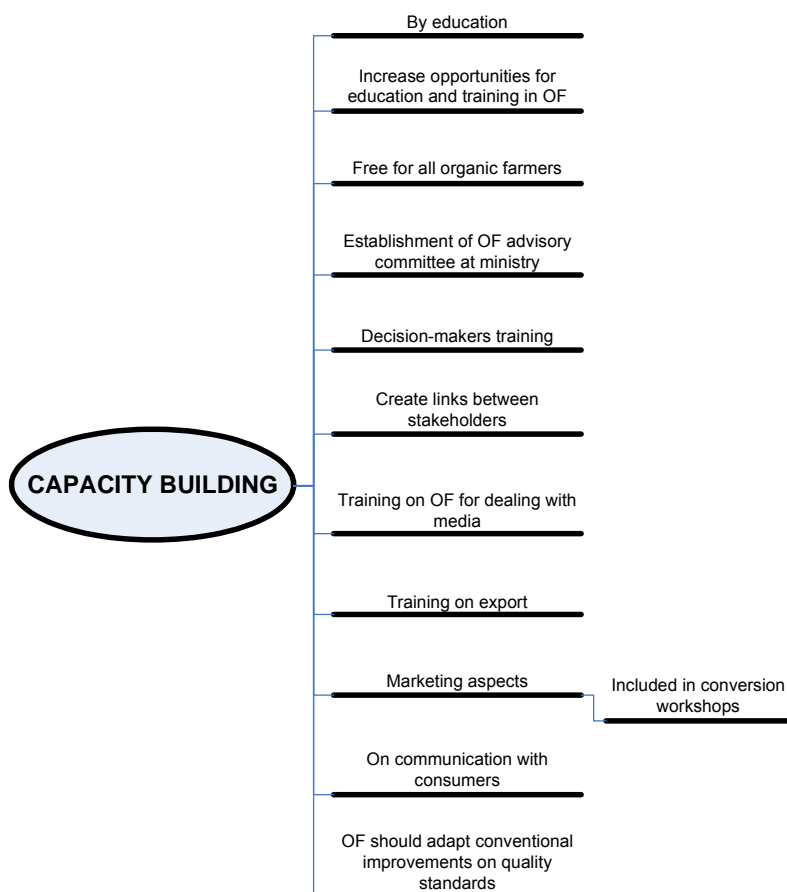 By education
Increase opportunities for
education and training in OF
Free for all organic farmers
Establishment of OF advisory
committee at ministry
Decision-makers training
Create links between
stakeholders
CAPACITY BUILDING
Training on OF for dealing with
media
Training on export
Marketing aspects
Included in conversion
workshops
On communication with
consumers
OF should adapt conventional
improvements on quality
standards